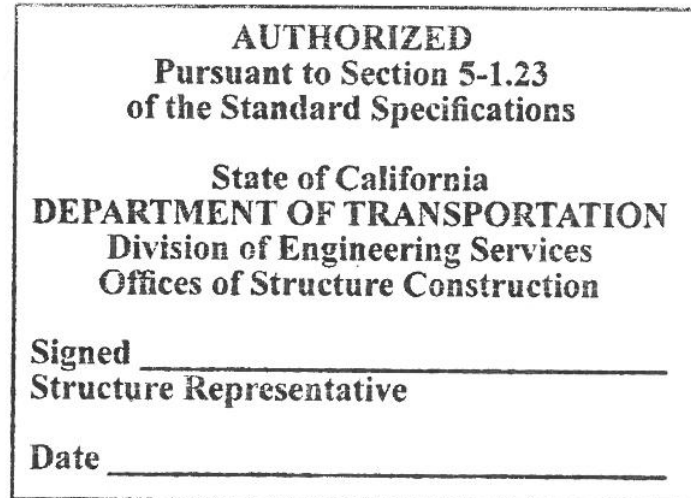 AUTHORIZED
Pursuant to Section 5-1.23
of the Standard Specifications
State of California
DEPARTMENT OF TRANSPORTATION
Division of Engineering Services
Offices of Structure Construction
Signed
Structure Representative
Date